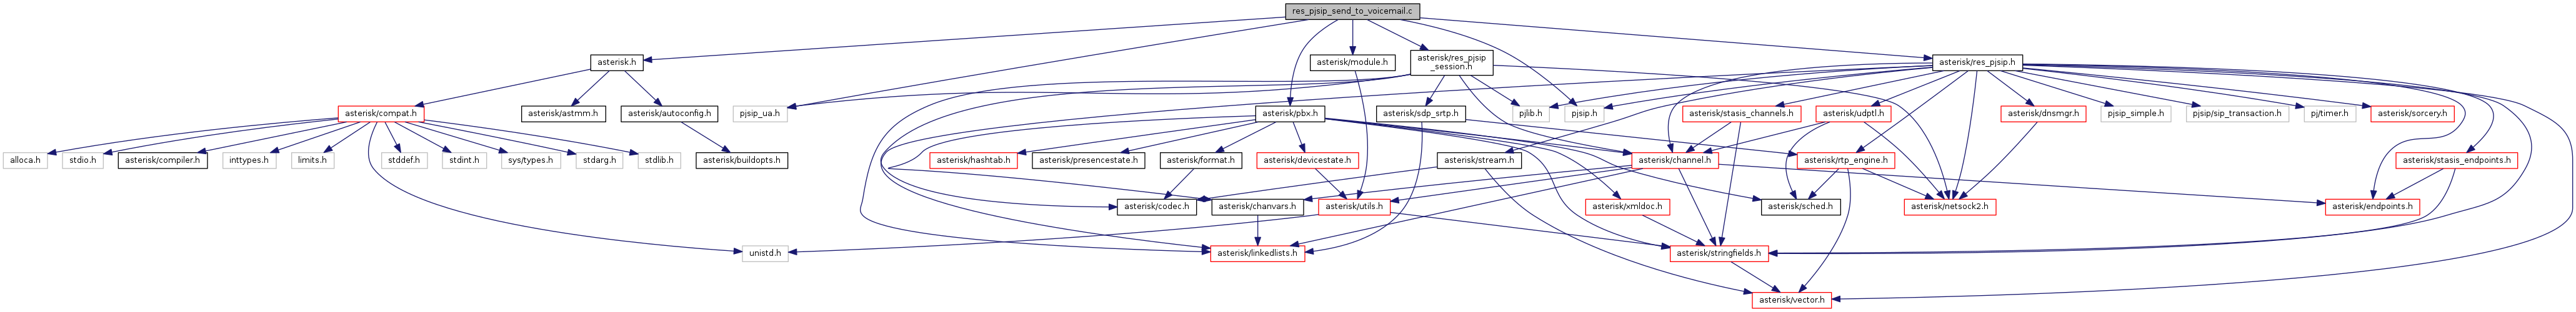 res_pjsip_send_to_voicemail.c
asterisk.h
asterisk/module.h
asterisk/res_pjsip
_session.h
asterisk/res_pjsip.h
asterisk/compat.h
asterisk/astmm.h
asterisk/autoconfig.h
pjsip_ua.h
asterisk/pbx.h
asterisk/sdp_srtp.h
pjlib.h
pjsip.h
asterisk/stasis_channels.h
asterisk/udptl.h
asterisk/dnsmgr.h
pjsip_simple.h
pjsip/sip_transaction.h
pj/timer.h
asterisk/sorcery.h
alloca.h
stdio.h
asterisk/compiler.h
inttypes.h
limits.h
stddef.h
stdint.h
sys/types.h
stdarg.h
stdlib.h
asterisk/buildopts.h
asterisk/hashtab.h
asterisk/presencestate.h
asterisk/format.h
asterisk/devicestate.h
asterisk/stream.h
asterisk/channel.h
asterisk/rtp_engine.h
asterisk/stasis_endpoints.h
asterisk/codec.h
asterisk/chanvars.h
asterisk/utils.h
asterisk/xmldoc.h
asterisk/sched.h
asterisk/netsock2.h
asterisk/endpoints.h
unistd.h
asterisk/linkedlists.h
asterisk/stringfields.h
asterisk/vector.h